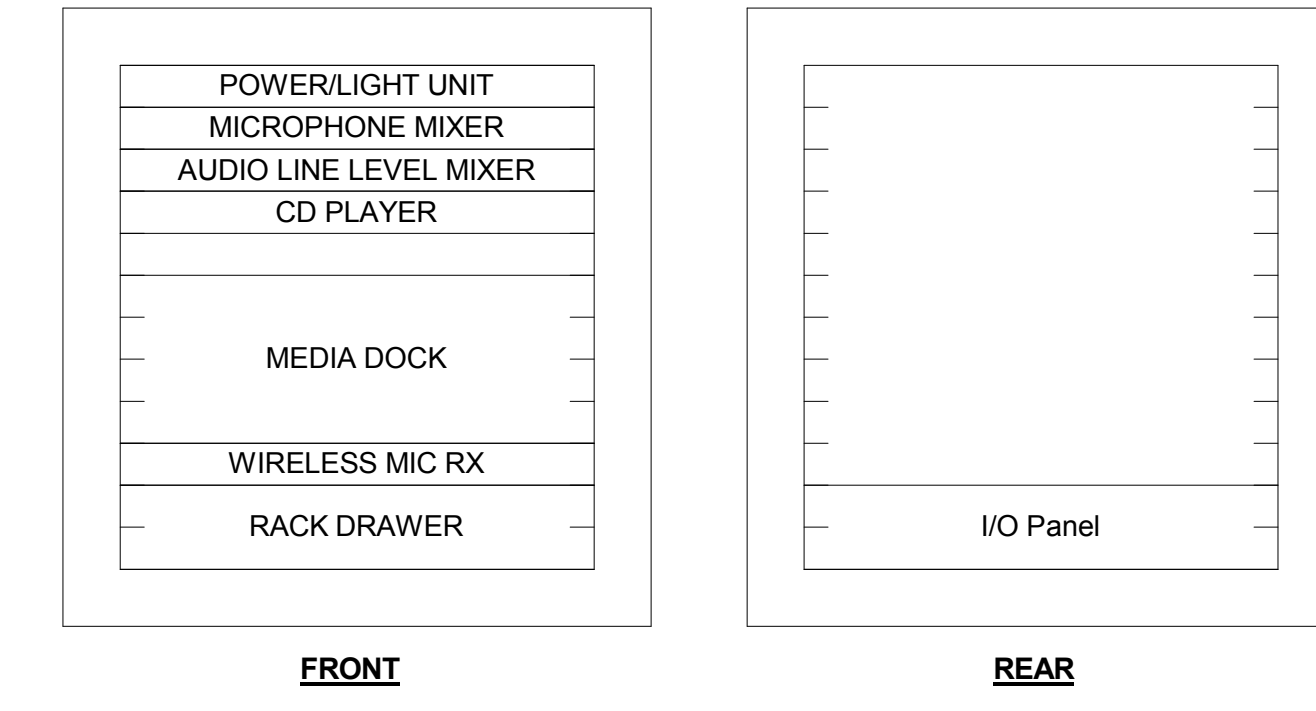 POWER/LIGHT UNIT
MICROPHONE MIXER
AUDIO LINE LEVEL MIXER
CD PLAYER
MEDIA DOCK
WIRELESS MIC RX
RACK DRAWER
FRONT
I/O Panel
REAR